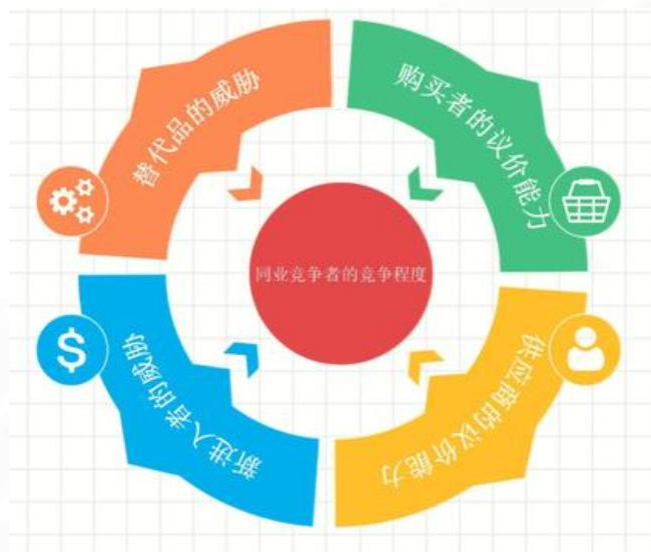 替代品的威胁
购买者的议价能力
同业竞争者的竞争程度
新进入者的威胁
供应商的议价能力